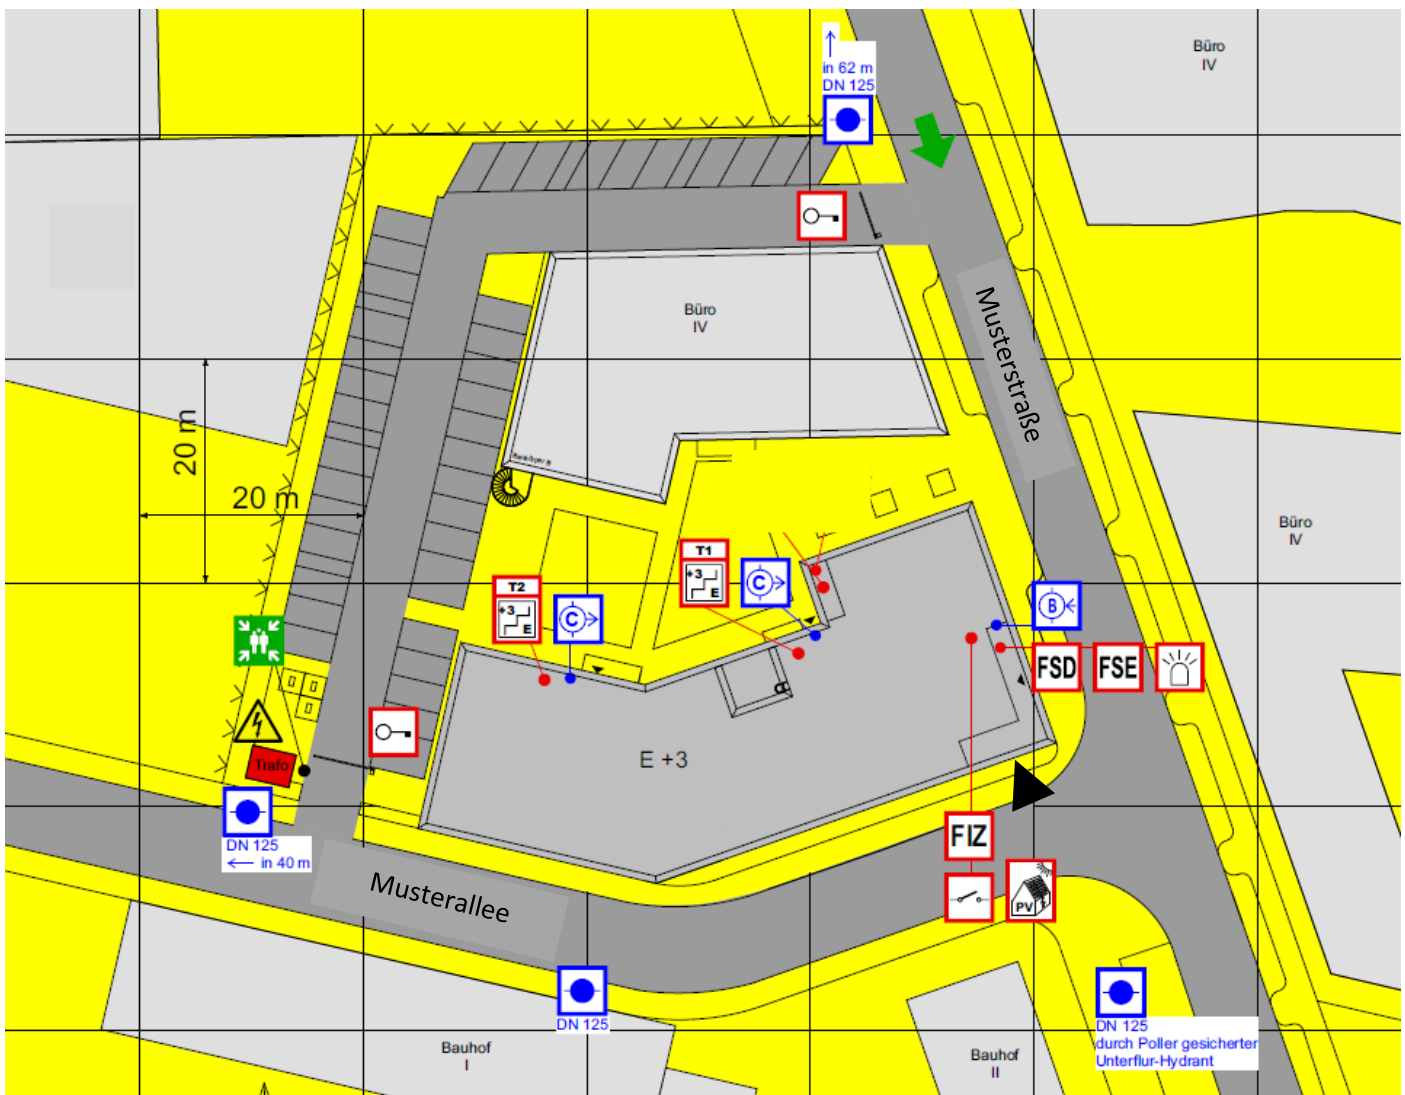 in 62 m
DN 125
Büro
IV
Musterstraße
Büro
IV
20 m
20 m
Büro
IV
T1
+3
E
C
T2
+3
E
C
B
FSD
FSE
Trafo
E +3
DN 125
in 40 m
FIZ
PV
Musterallee
DN 125
DN 125
durch Poller gesicherter
Unterflur-Hydrant
Bauhof
I
Bauhof
II